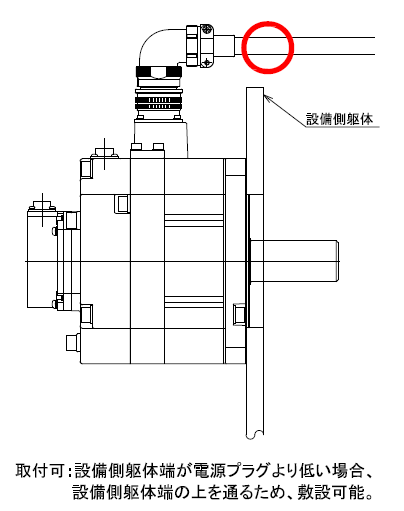 設備側躯体
取付可：設備側躯体端が電源プラグより低い場合、
設備側躯体端の上を通るため、敷設可能。